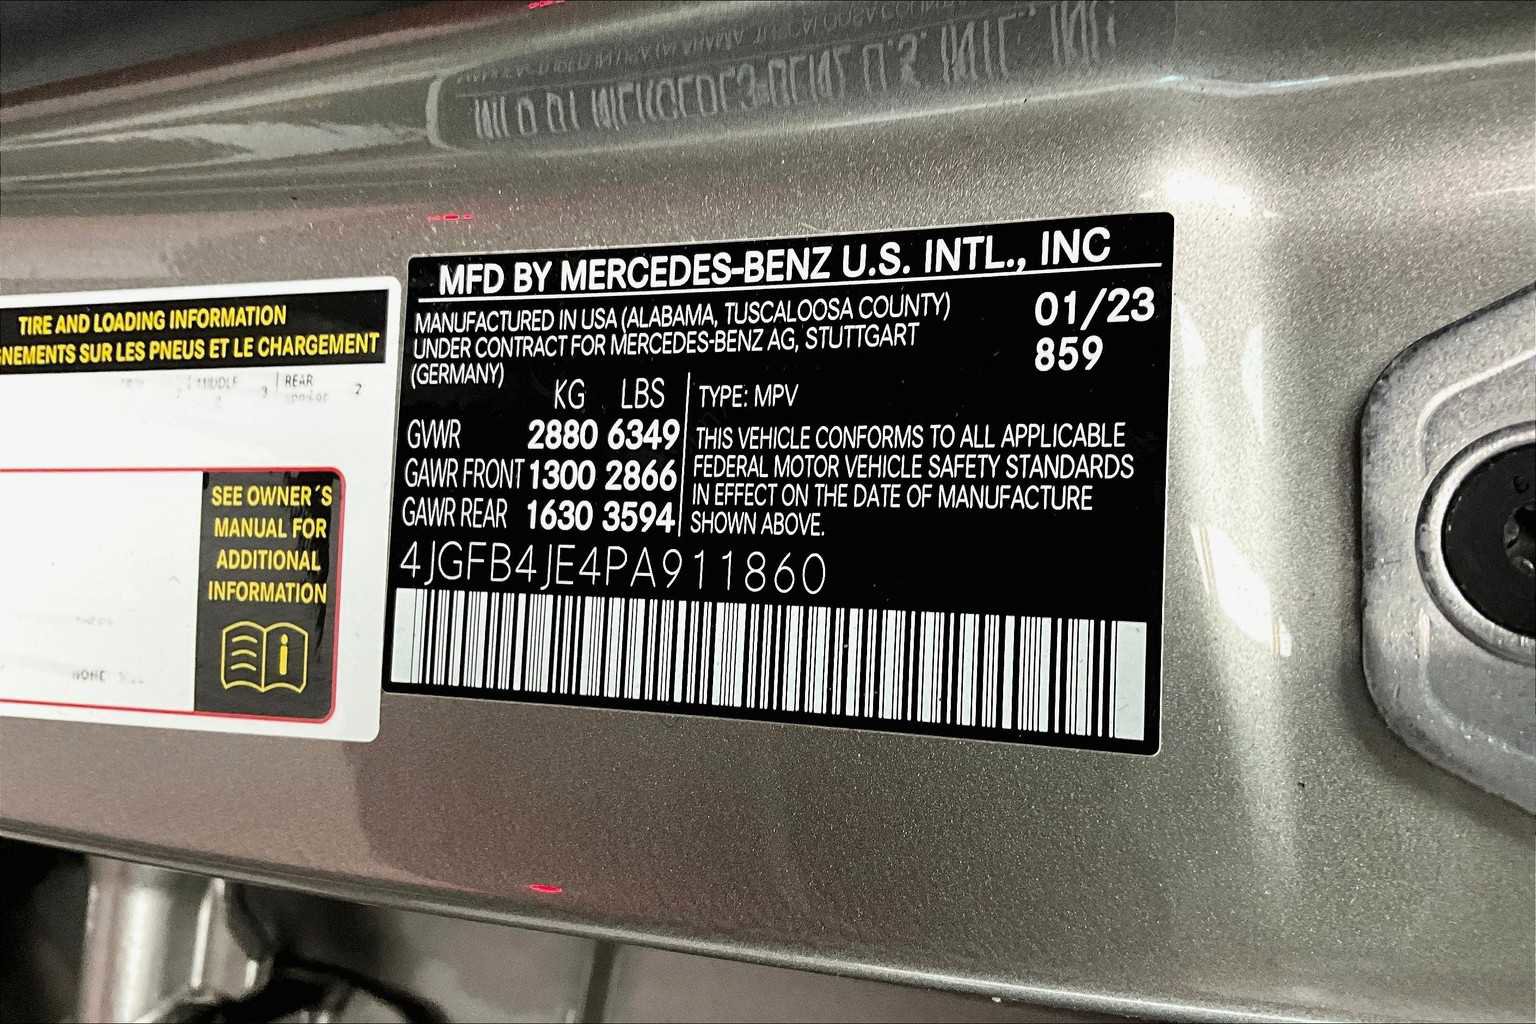 TIRE AND LOADING INFORMATION
GNEMENTS SUR LES PNEUS ET LE CHARGEMENT
MIDDLE 3 REAR 2
SEE OWNER´S
MANUAL FOR
ADDITIONAL
INFORMATION
i
NONE
MFD BY MERCEDES-BENZ U.S. INTL., INC
MANUFACTURED IN USA (ALABAMA, TUSCALOOSA COUNTY)
UNDER CONTRACT FOR MERCEDES-BENZ AG, STUTTGART
(GERMANY)
01/23
859
KG LBS
GVWR 2880 6349
GAWR FRONT 1300 2866
GAWR REAR 1630 3594
TYPE: MPV
THIS VEHICLE CONFORMS TO ALL APPLICABLE
FEDERAL MOTOR VEHICLE SAFETY STANDARDS
IN EFFECT ON THE DATE OF MANUFACTURE
SHOWN ABOVE.
4JGFB4JE4PA911860